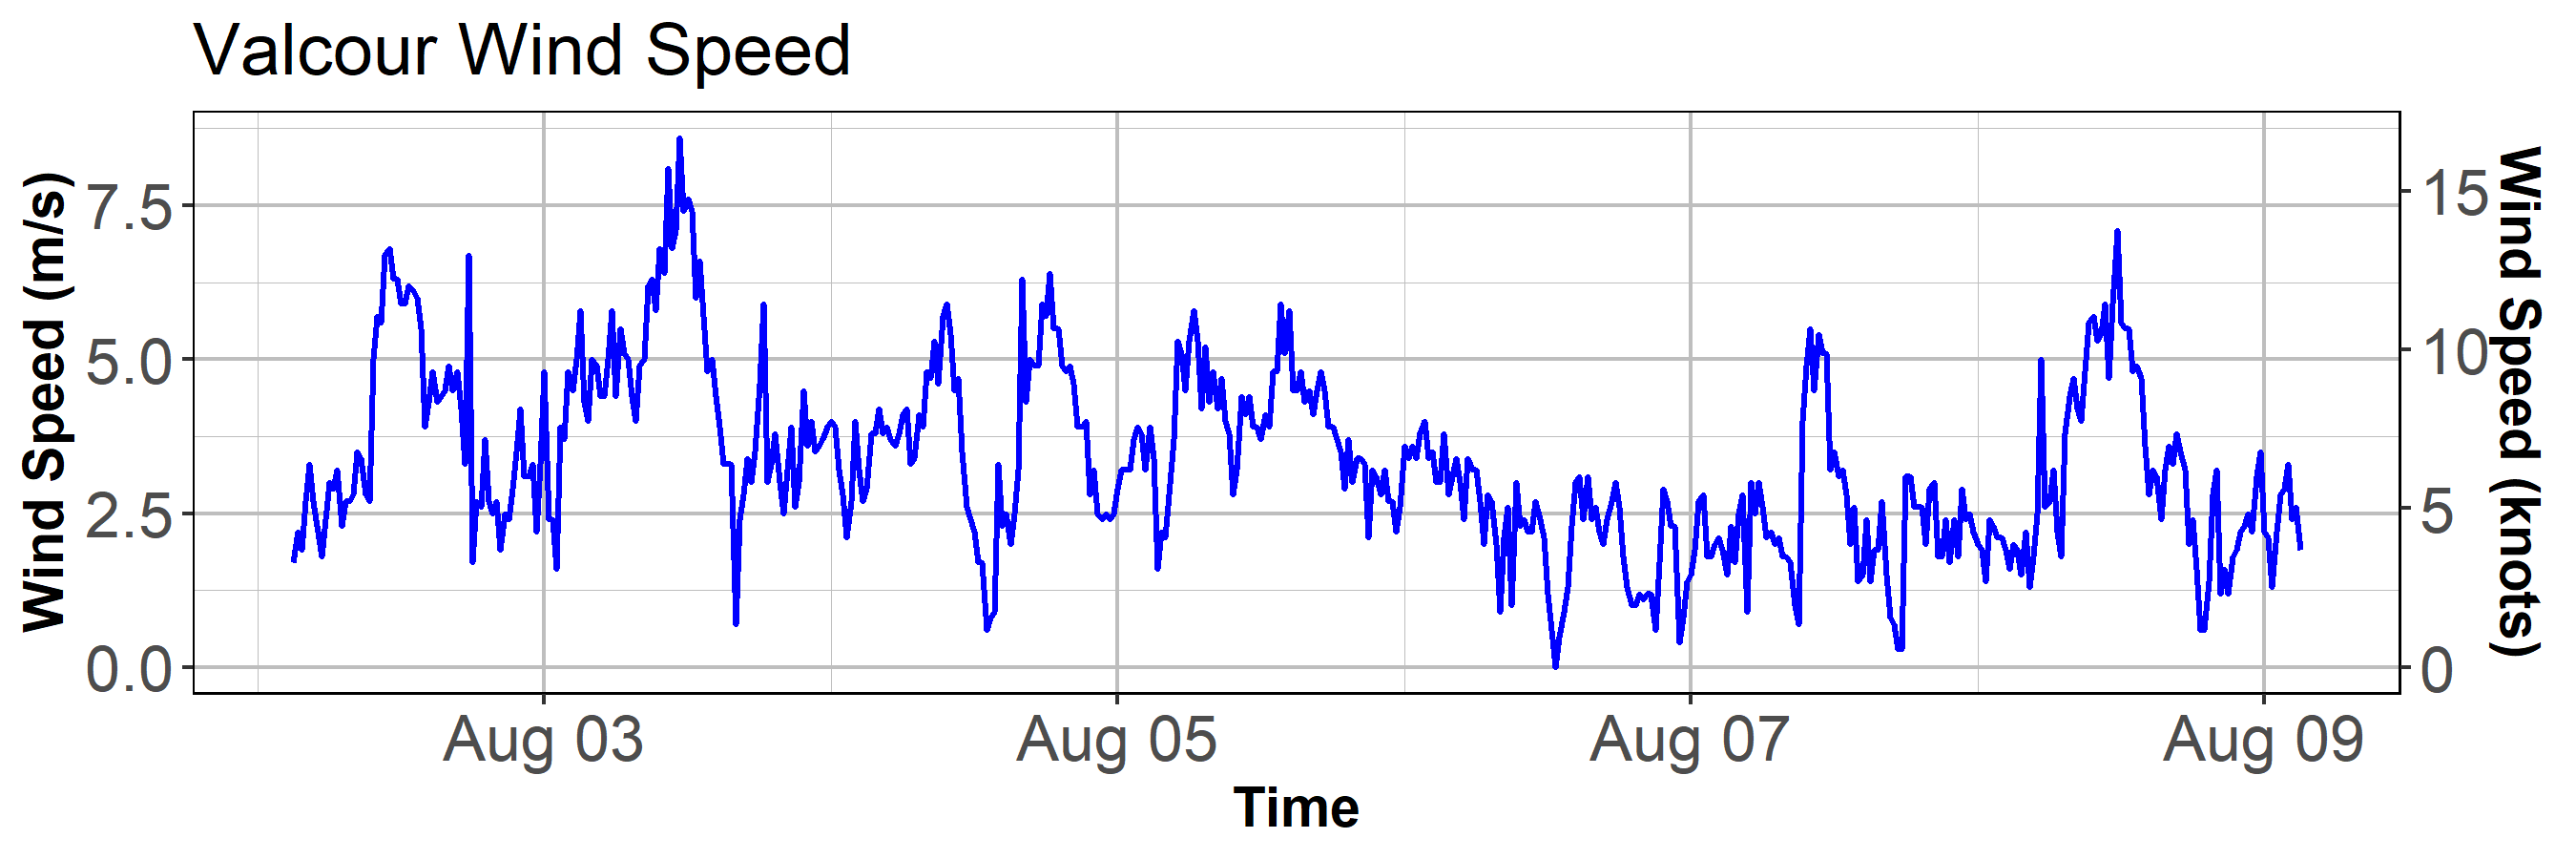 Valcour Wind Speed
Wind Speed (m/s)
7.5
5.0
2.5
0.0
15
10
5
0
Wind Speed (knots)
Aug 03
Aug 05
Aug 07
Aug 09
Time